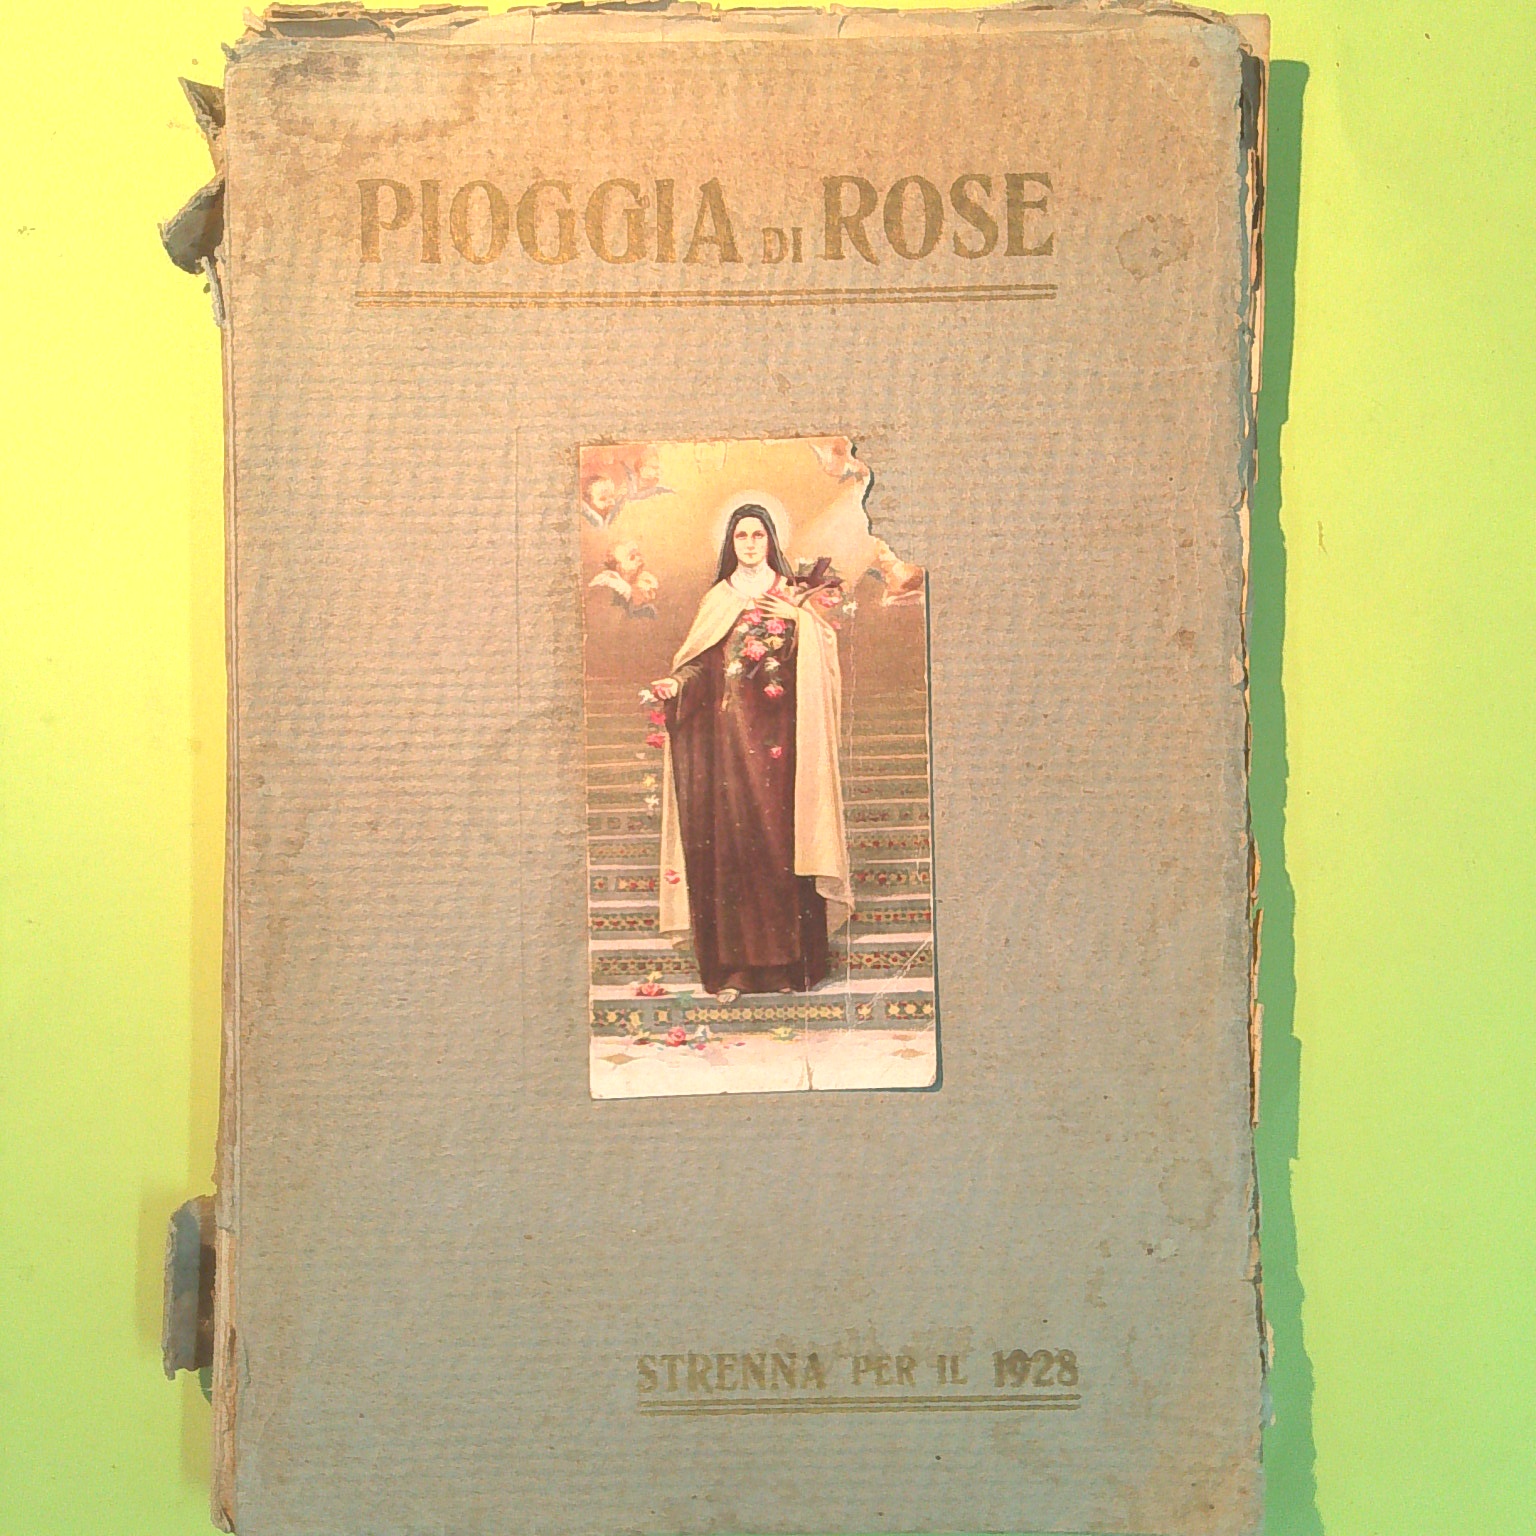 PIOGGIA DI ROSE
STRENNA PER IL 1928